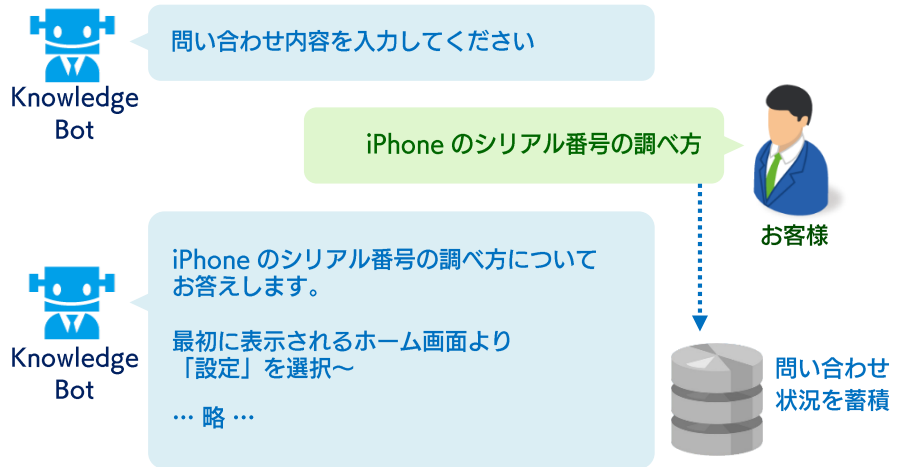 問い合わせ内容を入力してください
Knowledge
Bot
iPhone のシリアル番号の調べ方
お客様
iPhone のシリアル番号の調べ方について
お答えします。
最初に表示されるホーム画面より
「設定」を選択～
… 略 …
Knowledge
Bot
問い合わせ
状況を蓄積